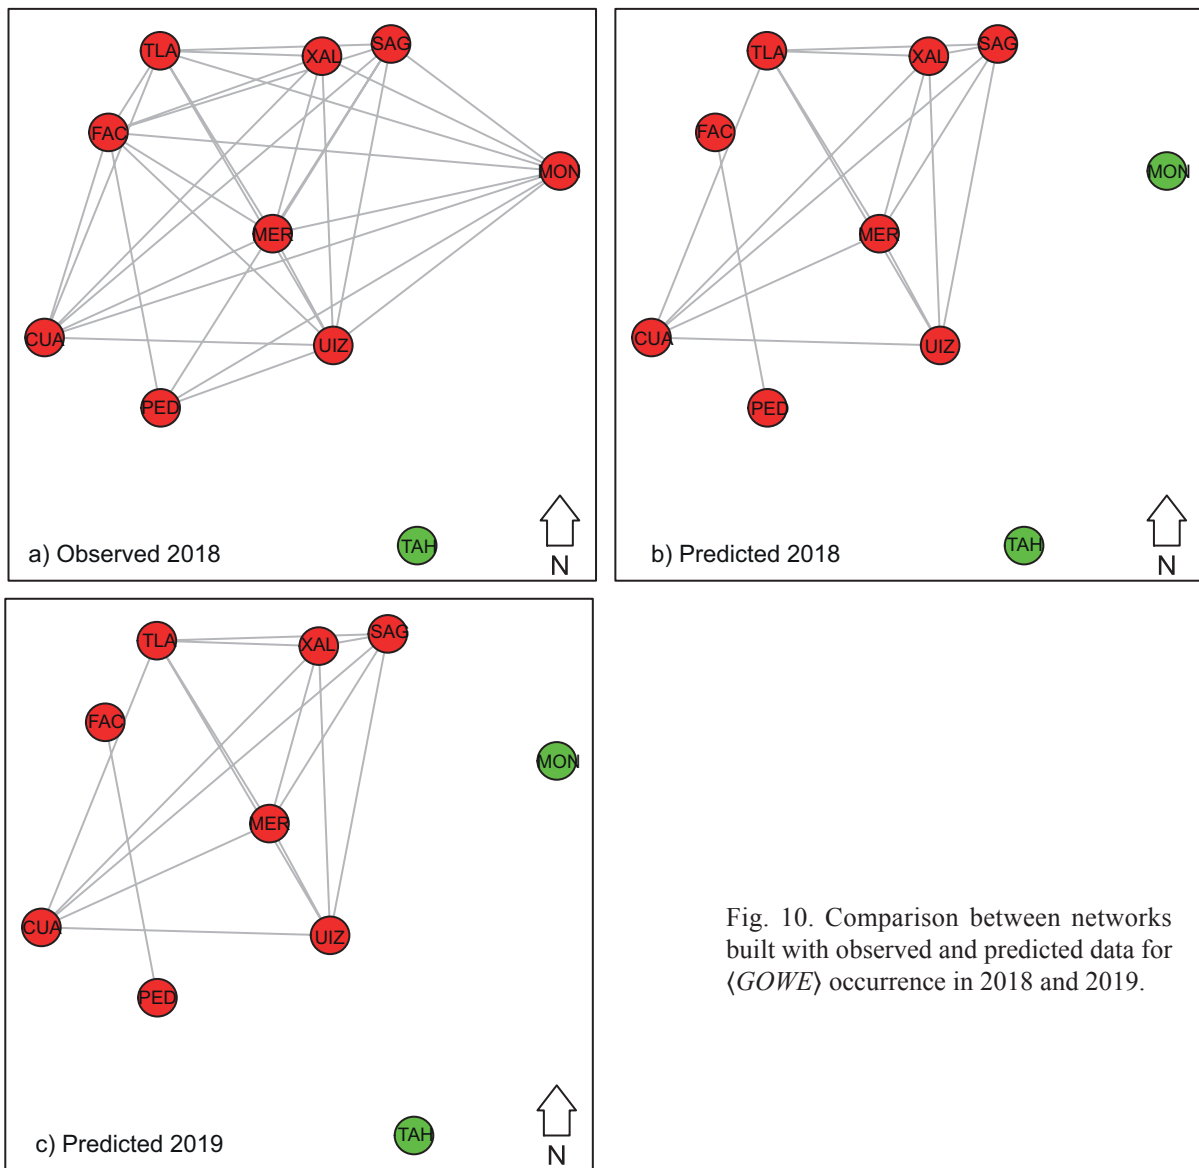 TLA
XAL
SAG
FAC
MON
MER
CUA
UIZ
PED
TAH
a) Observed 2018
N
TLA
XAL
SAG
FAC
MON
MER
CUA
UIZ
PED
TAH
b) Predicted 2018
N
TLA
XAL
SAG
FAC
MON
MER
CUA
UIZ
PED
TAH
c) Predicted 2019
N
Fig. 10. Comparison between networks
built with observed and predicted data for
⟨GOWE⟩ occurrence in 2018 and 2019.